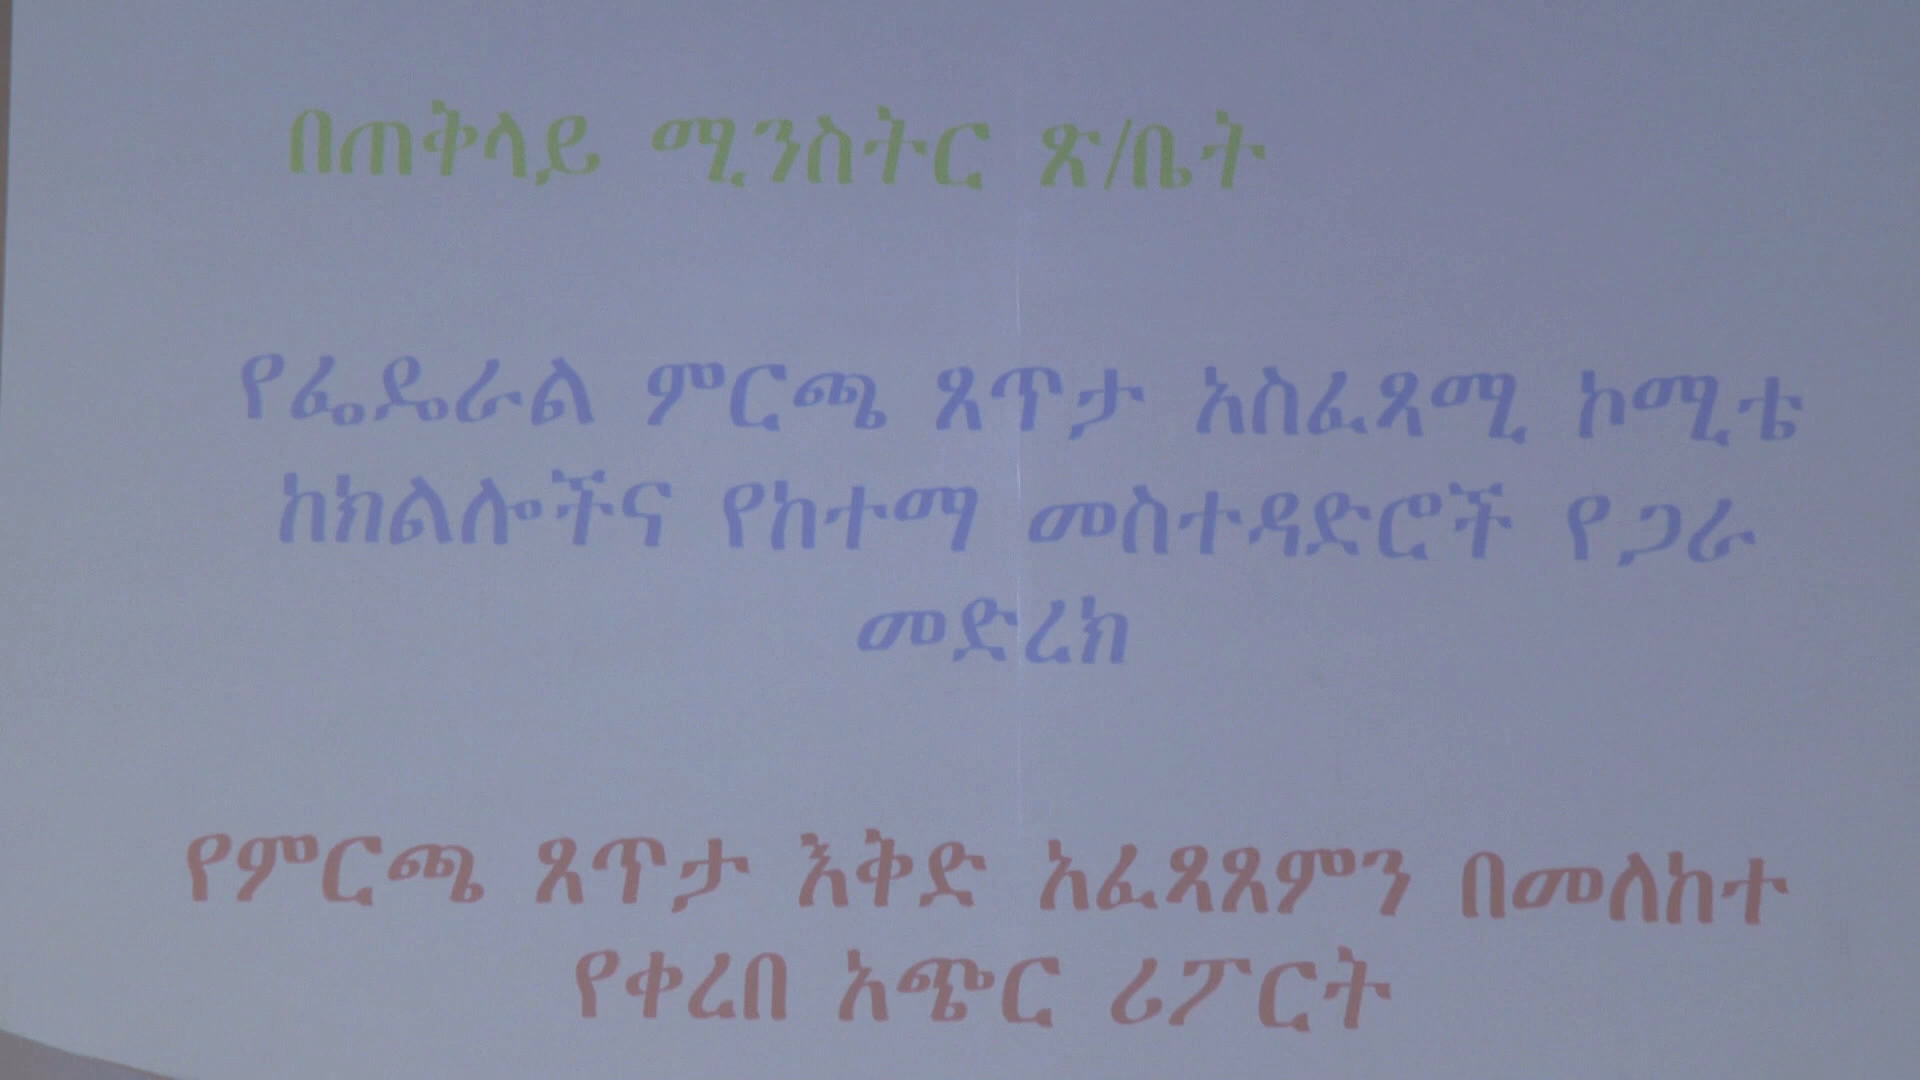 በጠቅላይ ሚንስትር ጽ/ቤት
የፌዴራል ምርጫ ጸጥታ አስፈጻሚ ኮሚቴ
ከክልሎችና የከተማ መስተዳድሮች የጋራ
መድረክ
የምርጫ ጸጥታ እቅድ አፈጻጸምን በመለከተ
የቀረበ አጭር ሪፖርት